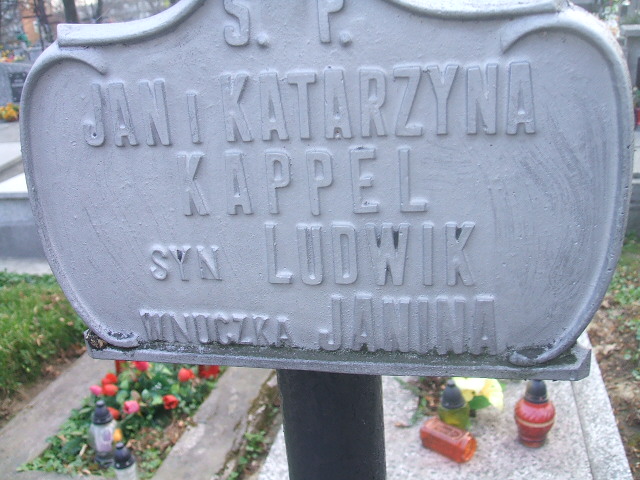 Ś. P.
JAN I KATARZYNA
KAPPEL
SYN LUDWIK
WNUCZKA JANINA